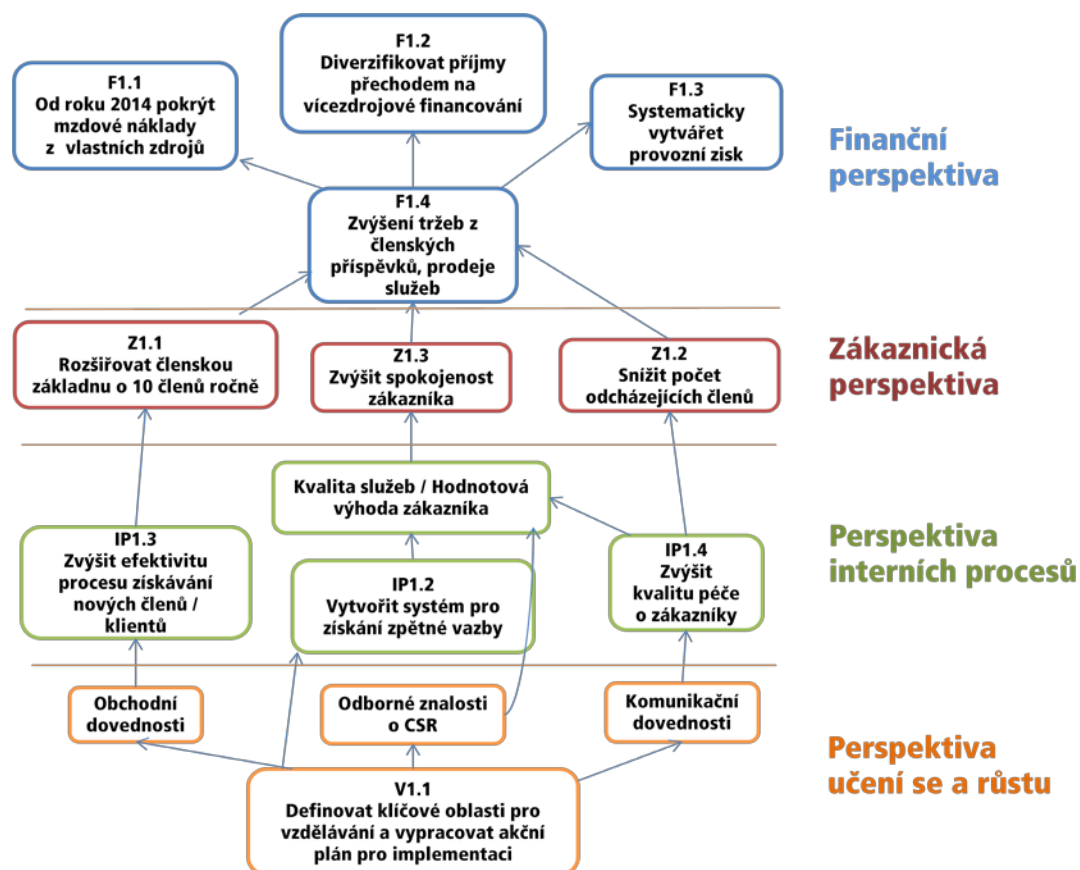 F1.1
Od roku 2014 pokrýt
mzdové náklady
z vlastních zdrojů
F1.2
Diverzifikovat příjmy
přechodem na
vícezdrojové financování
F1.3
Systematicky
vytvářet
provozní zisk
Finanční
perspektiva
F1.4
Zvýšení tržeb z
členských
příspěvků, prodeje
služeb
Z1.1
Rozšiřovat členskou
základnu o 10 členů ročně
Z1.3
Zvýšit spokojenost
zákazníka
Z1.2
Snížit počet
odcházejících členů
Zákaznická
perspektiva
Kvalita služeb / Hodnotová
výhoda zákazníka
IP1.3
Zvýšit efektivitu
procesu získávání
nových členů /
klientů
IP1.2
Vytvořit systém pro
získání zpětné vazby
IP1.4
Zvýšit
kvalitu péče
o zákazníky
Perspektiva
interních procesů
Obchodní
dovednosti
Odborné znalosti
o CSR
Komunikační
dovednosti
V1.1
Definovat klíčové oblasti pro
vzdělávání a vypracovat akční
plán pro implementaci
Perspektiva
učení se a růstu